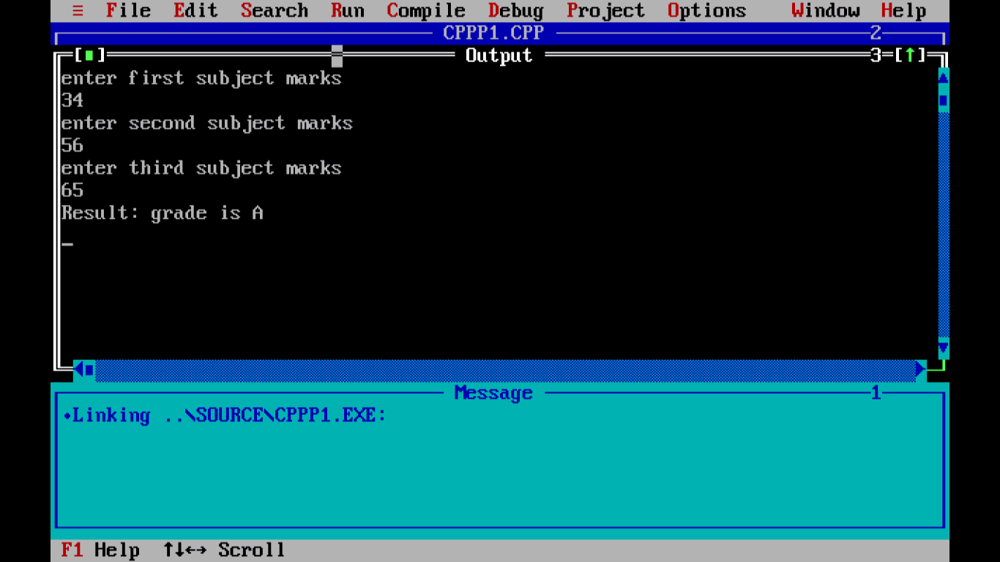 ≡ File Edit Search Run Compile Debug Project Options Window Help
CPPP1.CPP 2
[■] Output 3=[↑]
enter first subject marks
34
enter second subject marks
56
enter third subject marks
65
Result: grade is A
_
Message 1
•Linking ..\SOURCE\CPPP1.EXE:
F1 Help ↑↓↔ Scroll